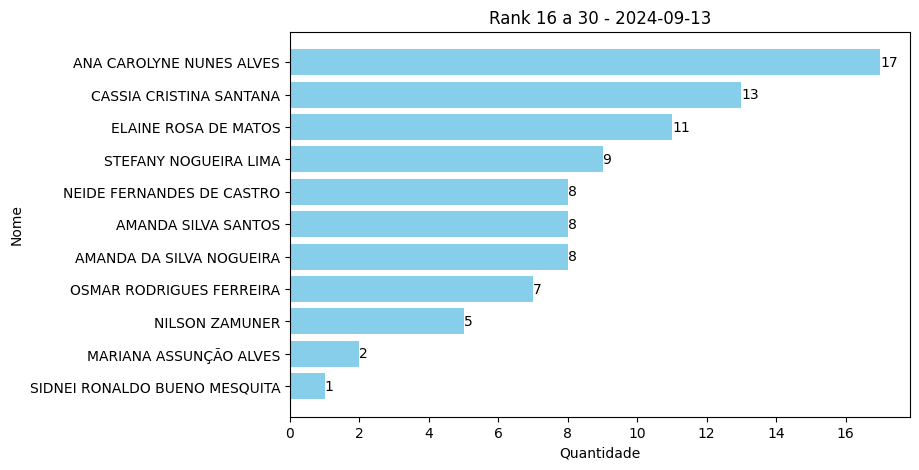 Rank 16 a 30 - 2024-09-13
Nome
ANA CAROLYNE NUNES ALVES 17
CASSIA CRISTINA SANTANA 13
ELAINE ROSA DE MATOS 11
STEFANY NOGUEIRA LIMA 9
NEIDE FERNANDES DE CASTRO 8
AMANDA SILVA SANTOS 8
AMANDA DA SILVA NOGUEIRA 8
OSMAR RODRIGUES FERREIRA 7
NILSON ZAMUNER 5
MARIANA ASSUNÇÃO ALVES 2
SIDNEI RONALDO BUENO MESQUITA 1
0 2 4 6 8 10 12 14 16
Quantidade